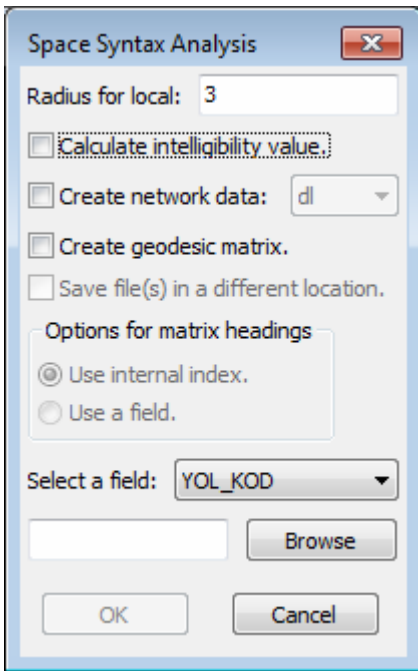 Space Syntax Analysis
Radius for local: 3
Calculate intelligibility value.
Create network data: dl
Create geodesic matrix.
Save file(s) in a different location.
Options for matrix headings
Use internal index.
Use a field.
Select a field: YOL_KOD
Browse
OK Cancel